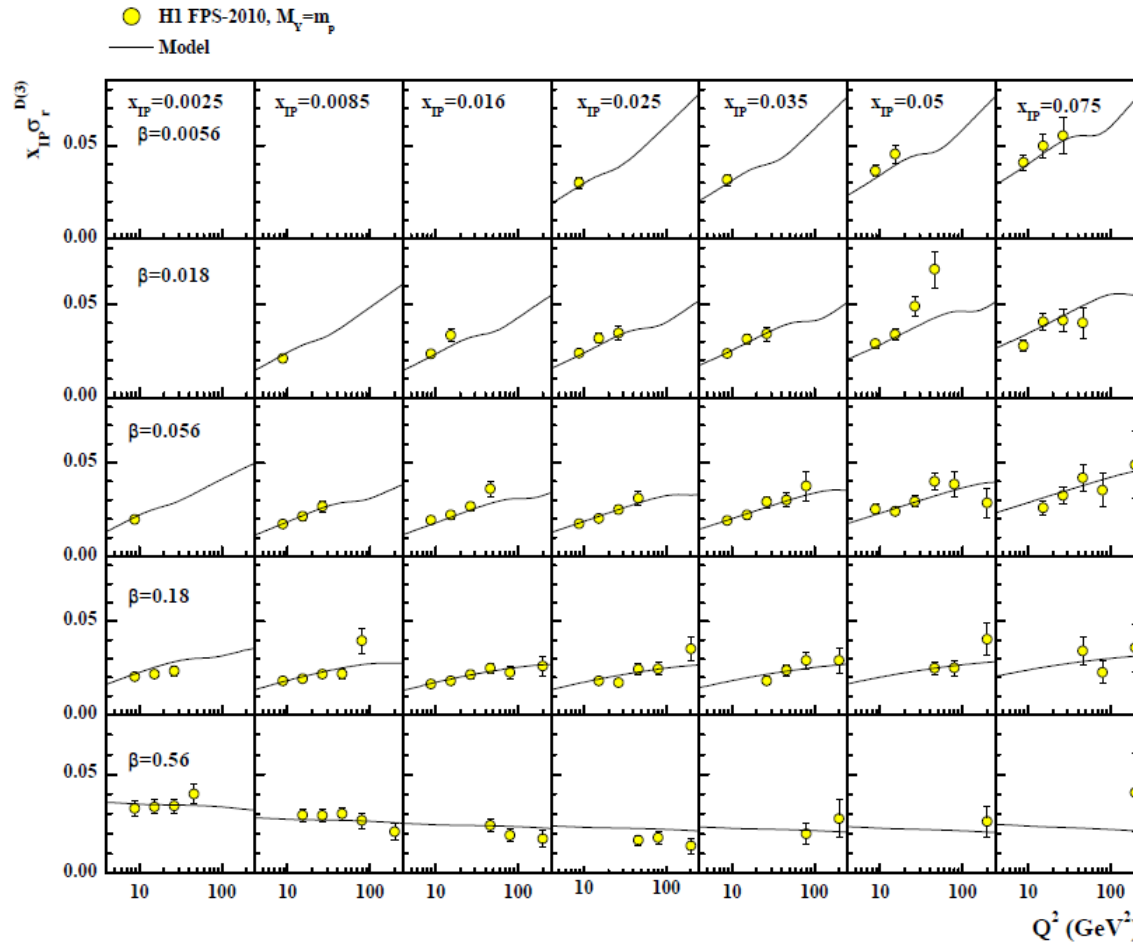 H1 FPS-2010, M_Y=m_p
Model
x_IP σ_r^D(3)
x_IP=0.0025 x_IP=0.0085 x_IP=0.016 x_IP=0.025 x_IP=0.035 x_IP=0.05 x_IP=0.075
β=0.0056
0.05
0.00
β=0.018
0.05
0.00
β=0.056
0.05
0.00
β=0.18
0.05
0.00
β=0.56
0.05
0.00
10 100 10 100 10 100 10 100 10 100 10 100 10 100
Q^2 (GeV^2